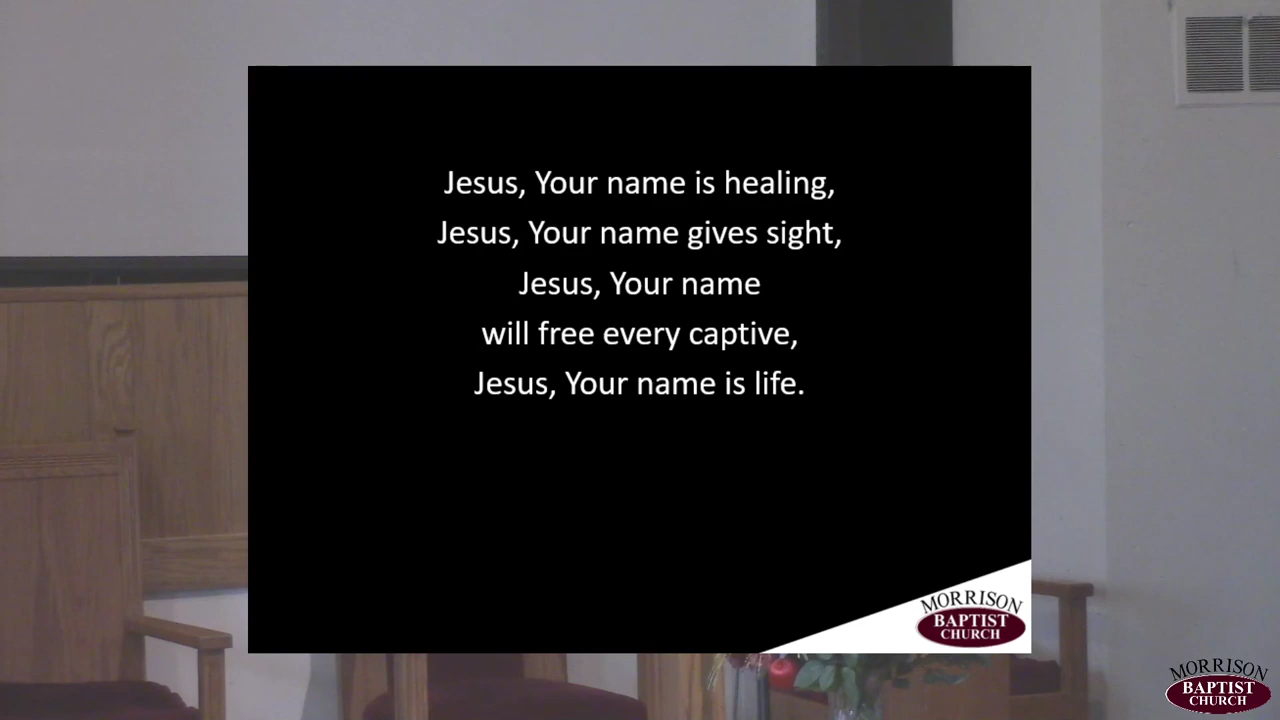 Jesus, Your name is healing,
Jesus, Your name gives sight,
Jesus, Your name
will free every captive,
Jesus, Your name is life.
MORRISON
BAPTIST
CHURCH
MORRISON
BAPTIST
CHURCH